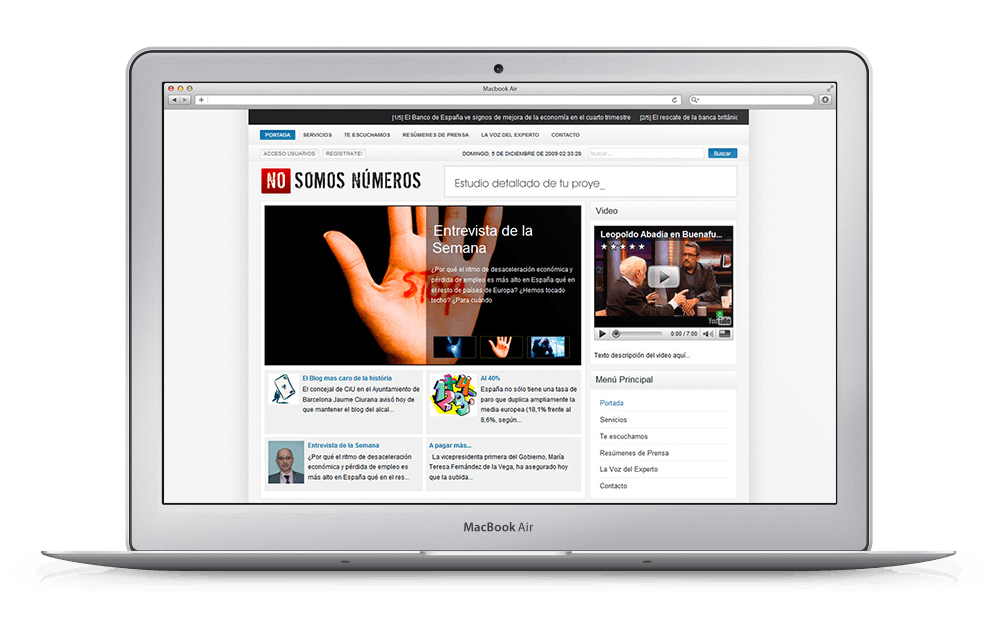 Macbook Air
[1/5] El Banco de España ve signos de mejora de la economía en el cuarto trimestre [2/5] El rescate de la banca británic
PORTADA SERVICIOS TE ESCUCHAMOS RESÚMENES DE PRENSA LA VOZ DEL EXPERTO CONTACTO
ACCESO USUARIOS REGISTRATE! DOMINGO, 5 DE DICIEMBRE DE 2009 02:33:29 buscar... Buscar
NO SOMOS NÚMEROS
Estudio detallado de tu proye_
Entrevista de la
Semana
¿Por qué el ritmo de desaceleración económica y
pérdida de empleo es más alto en España qué en
el resto de países de Europa? ¿Hemos tocado
techo? ¿Para cuándo
Video
Leopoldo Abadia en Buenafu...
YouTube
0:00 / 7:00
Texto descripción del video aquí...
El Blog mas caro de la história
El concejal de CIU en el Ayuntamiento de
Barcelona Jaume Ciurana avisó hoy de
que mantener el blog del alcal...
Al 40%
España no sólo tiene una tasa de
paro que duplica ampliamente la
media europea (18,1% frente al
8,6%, según...
Entrevista de la Semana
¿Por qué el ritmo de desaceleración
económica y pérdida de empleo es
más alto en España qué en el res...
A pagar más...
La vicepresidenta primera del Gobierno, María
Teresa Fernández de la Vega, ha asegurado hoy
que la subida...
Menú Principal
Portada
Servicios
Te escuchamos
Resúmenes de Prensa
La Voz del Experto
Contacto
MacBook Air